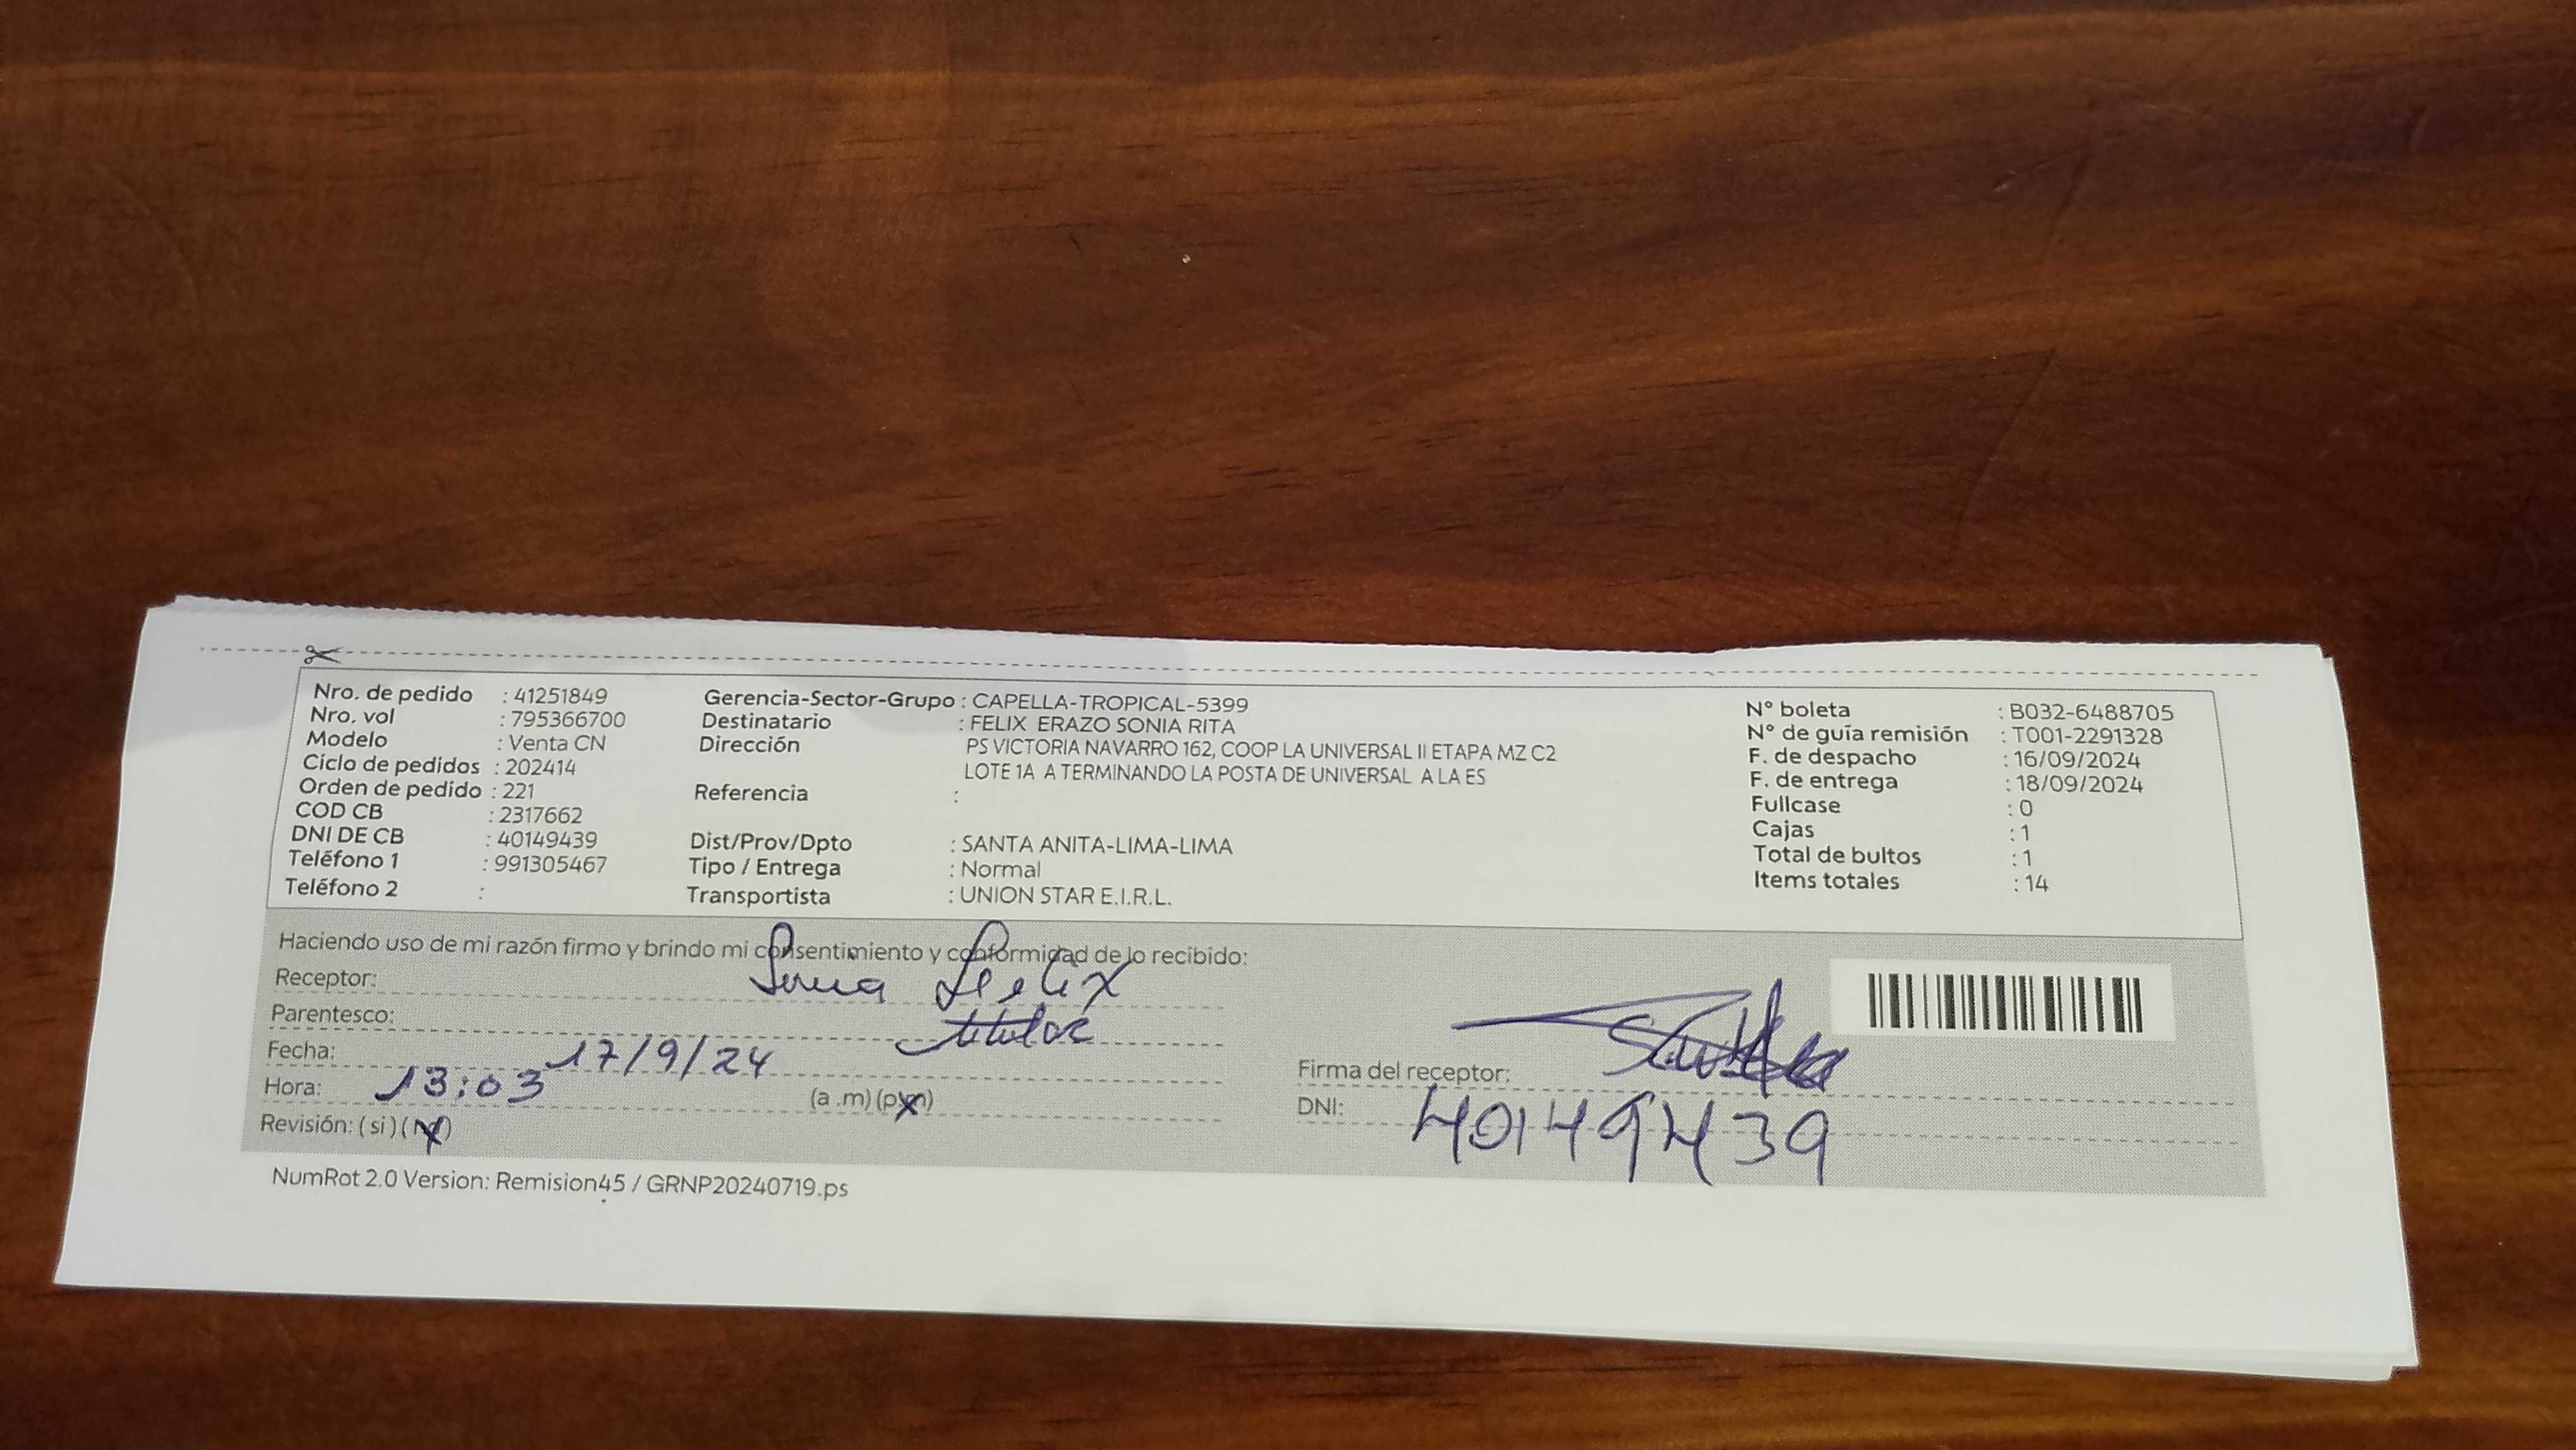 Nro. de pedido : 41251849
Nro. vol : 795366700
Modelo : Venta CN
Ciclo de pedidos : 202414
Orden de pedido : 221
COD CB : 2317662
DNI DE CB : 40149439
Teléfono 1 : 991305467
Teléfono 2 :
Gerencia-Sector-Grupo : CAPELLA-TROPICAL-5399
Destinatario : FELIX ERAZO SONIA RITA
Dirección PS VICTORIA NAVARRO 162, COOP LA UNIVERSAL II ETAPA MZ C2
LOTE 1A A TERMINANDO LA POSTA DE UNIVERSAL A LA ES
Referencia :
Dist/Prov/Dpto : SANTA ANITA-LIMA-LIMA
Tipo / Entrega : Normal
Transportista : UNION STAR E.I.R.L.
N° boleta : B032-6488705
N° de guía remisión : T001-2291328
F. de despacho : 16/09/2024
F. de entrega : 18/09/2024
Fullcase : 0
Cajas : 1
Total de bultos : 1
Items totales : 14
Haciendo uso de mi razón firmo y brindo mi consentimiento y conformidad de lo recibido:
Receptor: Sonia Felix
Parentesco: titular
Fecha: 17/9/24
Hora: 13:03 (a .m) (p.m)
Revisión: ( si ) ( no )
Firma del receptor:
DNI: 40149439
NumRot 2.0 Version: Remision45 / GRNP20240719.ps